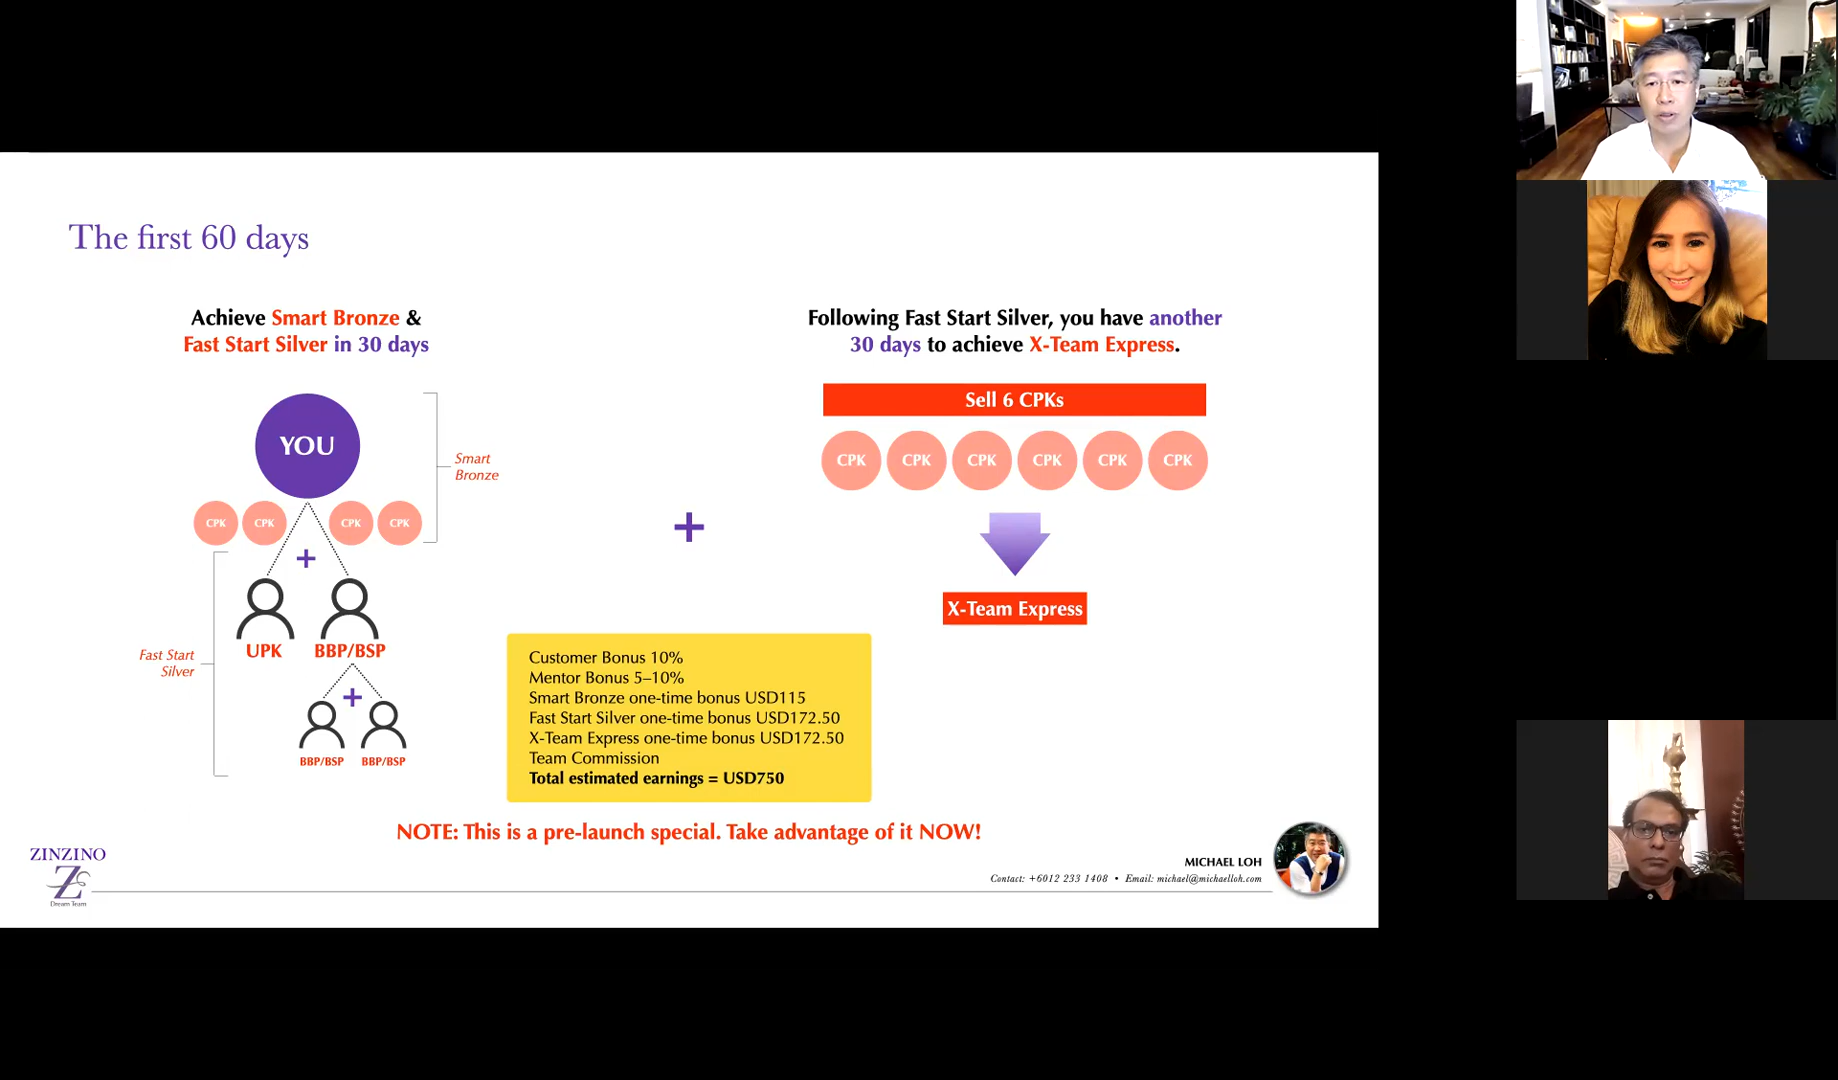 The first 60 days
Achieve Smart Bronze &
Fast Start Silver in 30 days
YOU
Smart
Bronze
CPK
CPK
CPK
CPK
+
UPK
BBP/BSP
Fast Start
Silver
+
BBP/BSP
BBP/BSP
+
Following Fast Start Silver, you have another
30 days to achieve X-Team Express.
Sell 6 CPKs
CPK
CPK
CPK
CPK
CPK
CPK
X-Team Express
Customer Bonus 10%
Mentor Bonus 5–10%
Smart Bronze one-time bonus USD115
Fast Start Silver one-time bonus USD172.50
X-Team Express one-time bonus USD172.50
Team Commission
Total estimated earnings = USD750
NOTE: This is a pre-launch special. Take advantage of it NOW!
ZINZINO
Z
Dream Team
MICHAEL LOH
Contact: +6012 233 1408 • Email: michael@michaelloh.com